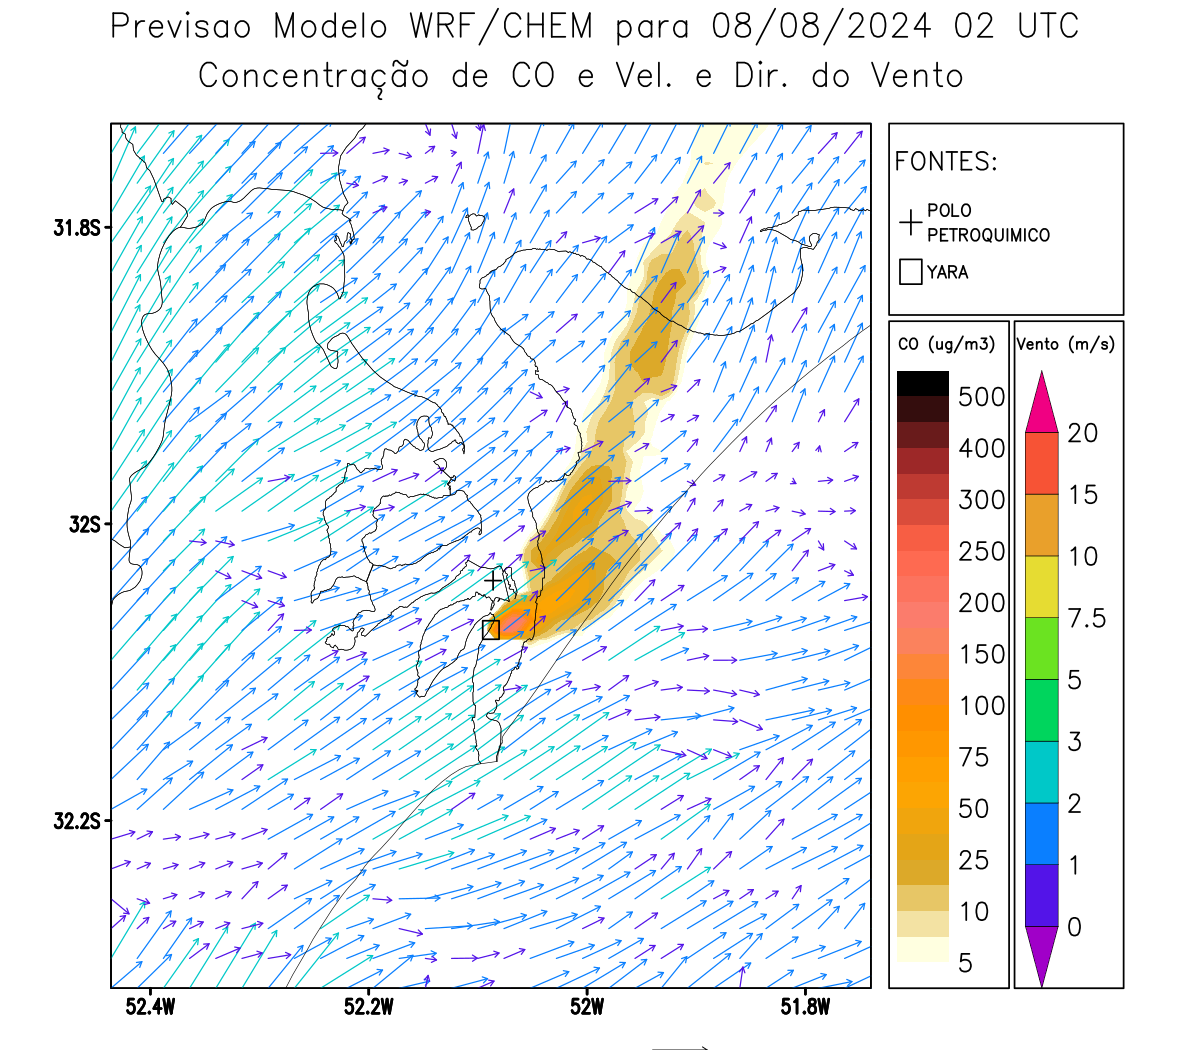 Previsao Modelo WRF/CHEM para 08/08/2024 02 UTC
Concentração de CO e Vel. e Dir. do Vento
FONTES:
POLO
PETROQUIMICO
YARA
CO (ug/m3)
500
400
300
250
200
150
100
75
50
25
10
5
Vento (m/s)
20
15
10
7.5
5
3
2
1
0
31.8S
32S
32.2S
52.4W 52.2W 52W 51.8W